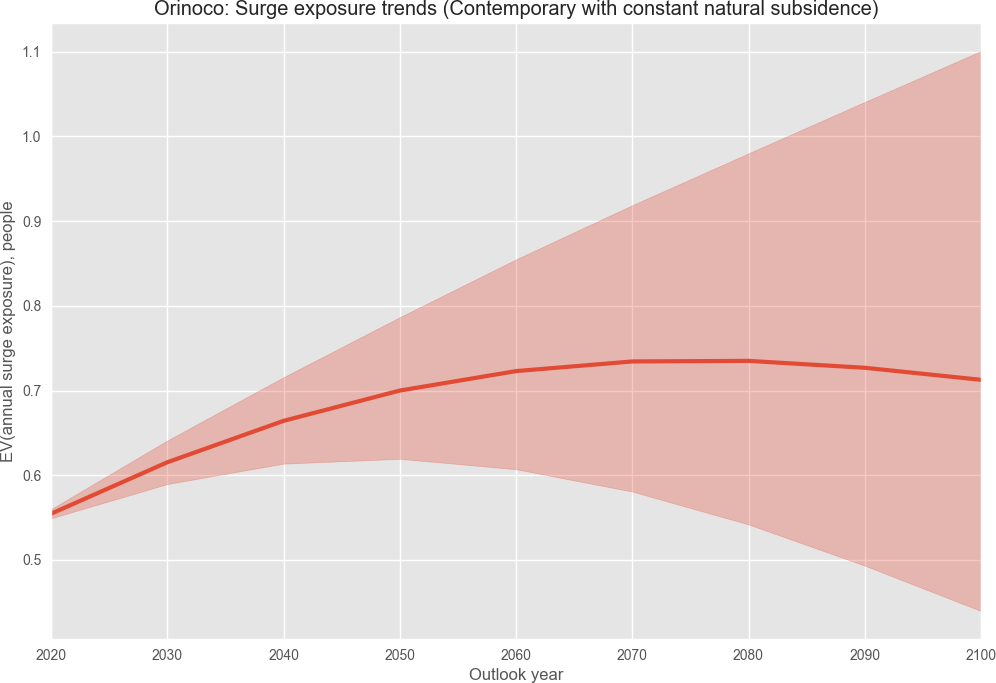 Orinoco: Surge exposure trends (Contemporary with constant natural subsidence)
EV(annual surge exposure), people
1.1
1.0
0.9
0.8
0.7
0.6
0.5
2020 2030 2040 2050 2060 2070 2080 2090 2100
Outlook year